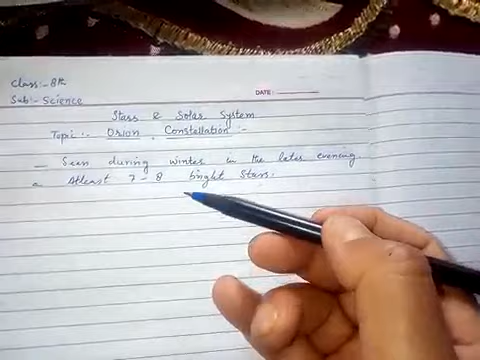 Class:- 8th
Sub:- Science
DATE:
Stars & Solar System
Topic:- Orion Constellation :-
— Seen during winter in the later evening
Atleast 7-8 bright Stars.